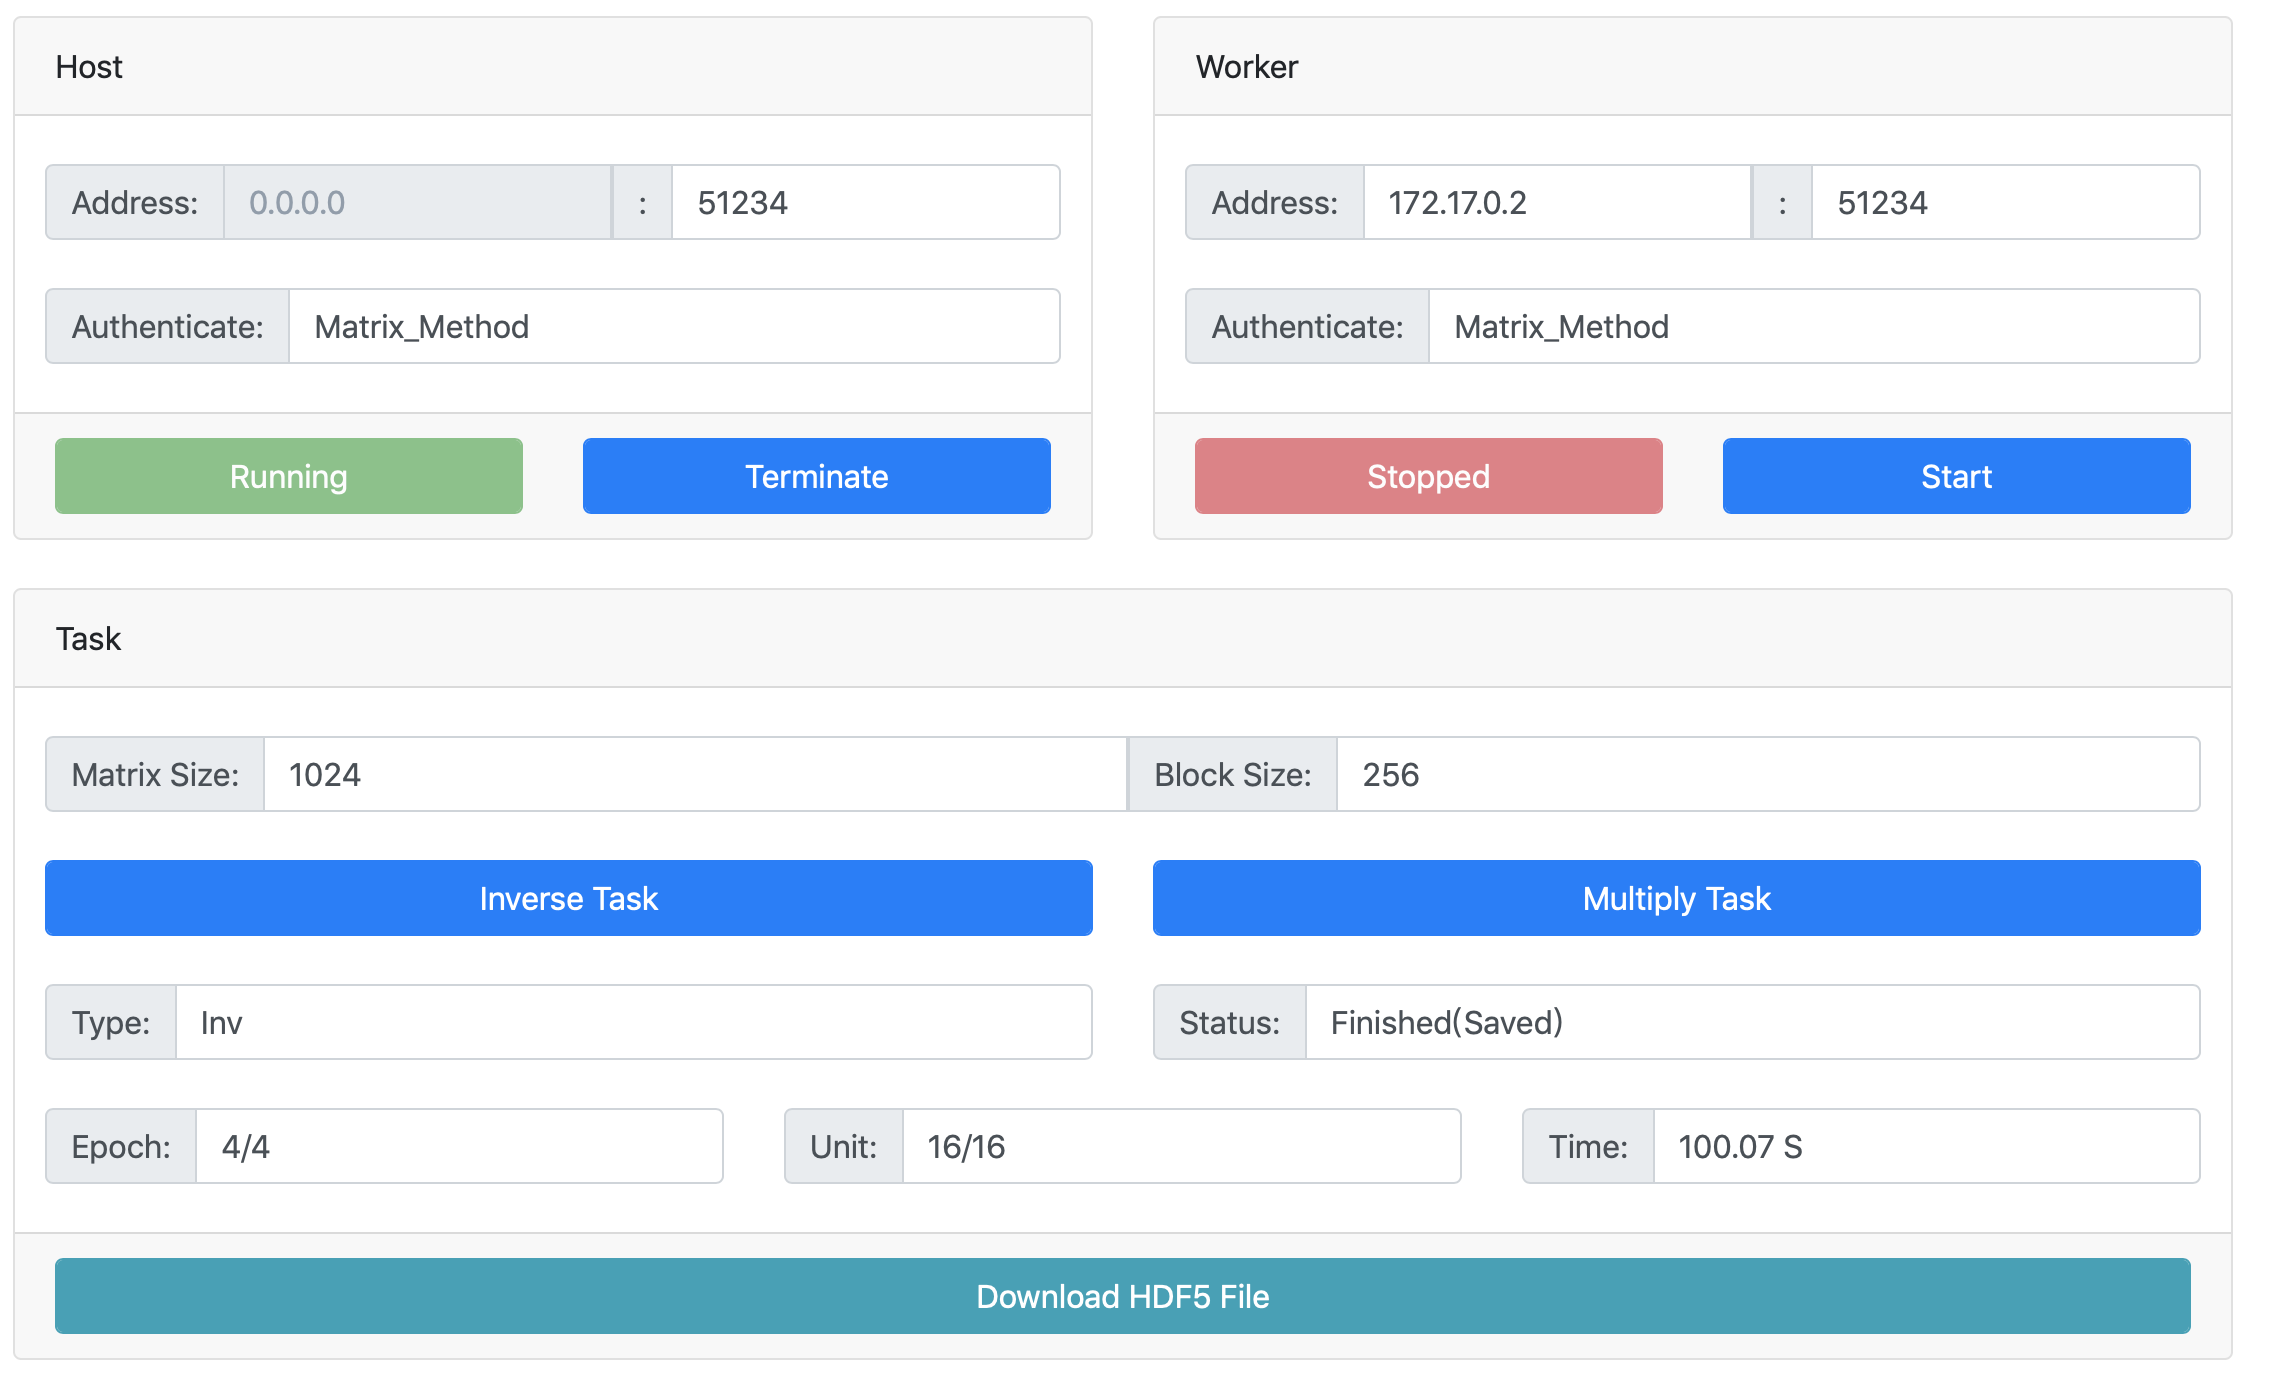 Host
Address: 0.0.0.0 : 51234
Authenticate: Matrix_Method
Running Terminate
Worker
Address: 172.17.0.2 : 51234
Authenticate: Matrix_Method
Stopped Start
Task
Matrix Size: 1024 Block Size: 256
Inverse Task Multiply Task
Type: Inv Status: Finished(Saved)
Epoch: 4/4 Unit: 16/16 Time: 100.07 S
Download HDF5 File